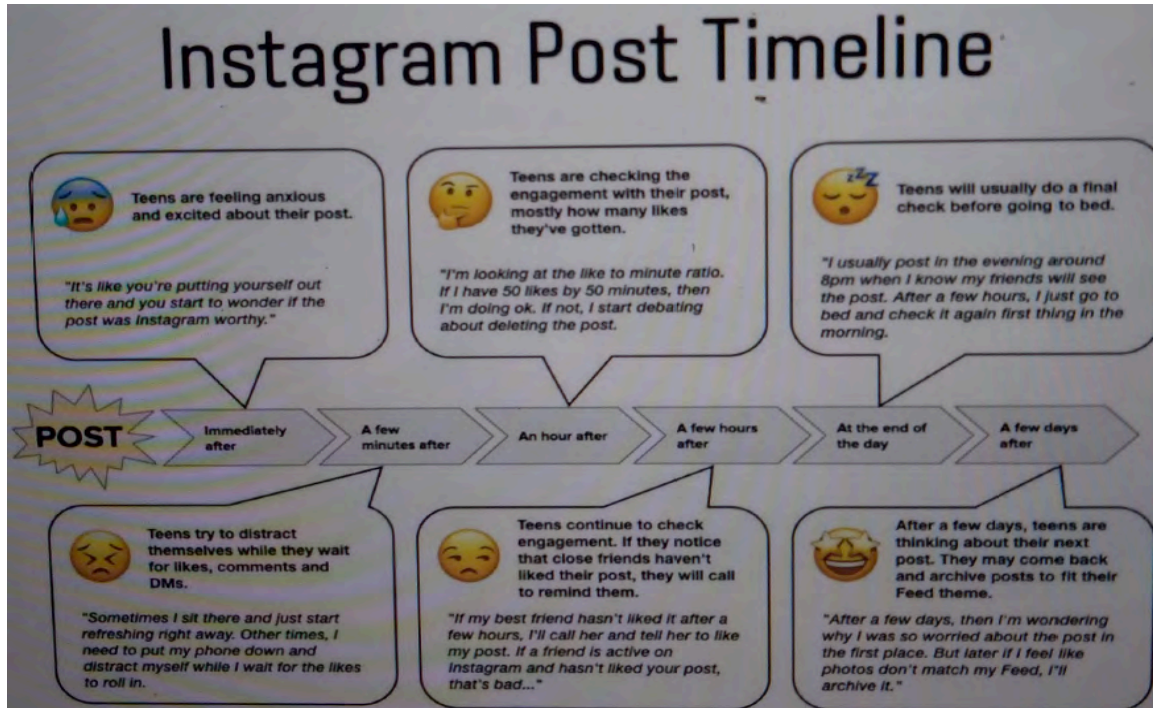 Instagram Post Timeline
Teens are feeling anxious
and excited about their post.
"It's like you're putting yourself out
there and you start to wonder if the
post was Instagram worthy."
Teens are checking the
engagement with their post,
mostly how many likes
they've gotten.
"I'm looking at the like to minute ratio.
If I have 50 likes by 50 minutes, then
I'm doing ok. If not, I start debating
about deleting the post.
zzZ
Teens will usually do a final
check before going to bed.
"I usually post in the evening around
8pm when I know my friends will see
the post. After a few hours, I just go to
bed and check it again first thing in the
morning.
POST
Immediately
after
A few
minutes after
An hour after
A few hours
after
At the end of
the day
A few days
after
Teens try to distract
themselves while they wait
for likes, comments and
DMs.
"Sometimes I sit there and just start
refreshing right away. Other times, I
need to put my phone down and
distract myself while I wait for the likes
to roll in.
Teens continue to check
engagement. If they notice
that close friends haven't
liked their post, they will call
to remind them.
"If my best friend hasn't liked it after a
few hours, I'll call her and tell her to like
my post. If a friend is active on
Instagram and hasn't liked your post,
that's bad..."
After a few days, teens are
thinking about their next
post. They may come back
and archive posts to fit their
Feed theme.
"After a few days, then I'm wondering
why I was so worried about the post in
the first place. But later if I feel like
photos don't match my Feed, I'll
archive it."